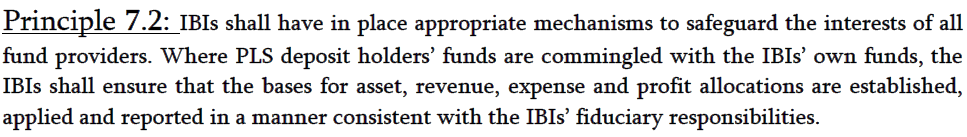 Principle 7.2: IBIs shall have in place appropriate mechanisms to safeguard the interests of all
fund providers. Where PLS deposit holders’ funds are commingled with the IBIs’ own funds, the
IBIs shall ensure that the bases for asset, revenue, expense and profit allocations are established,
applied and reported in a manner consistent with the IBIs’ fiduciary responsibilities.